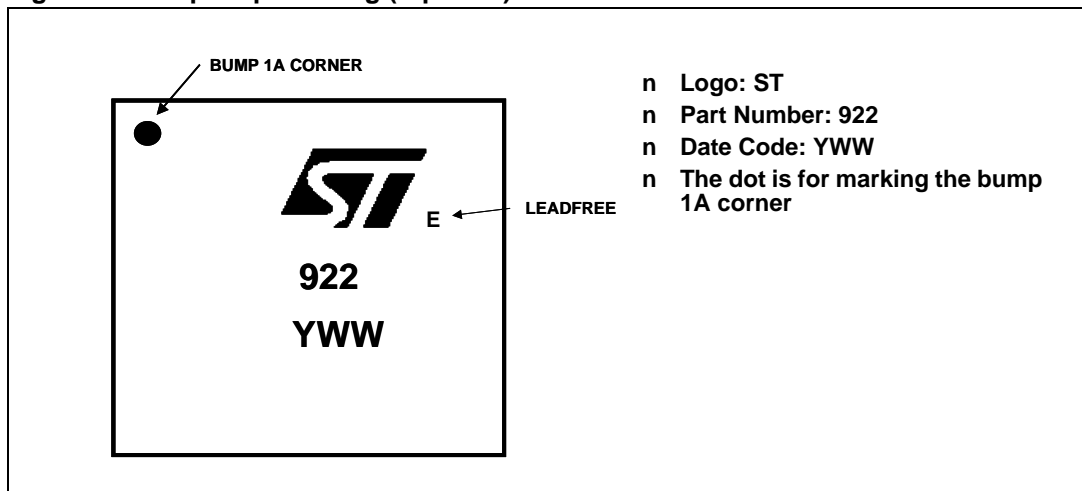 BUMP 1A CORNER
ST
E
LEADFREE
922
YWW
n Logo: ST
n Part Number: 922
n Date Code: YWW
n The dot is for marking the bump
1A corner